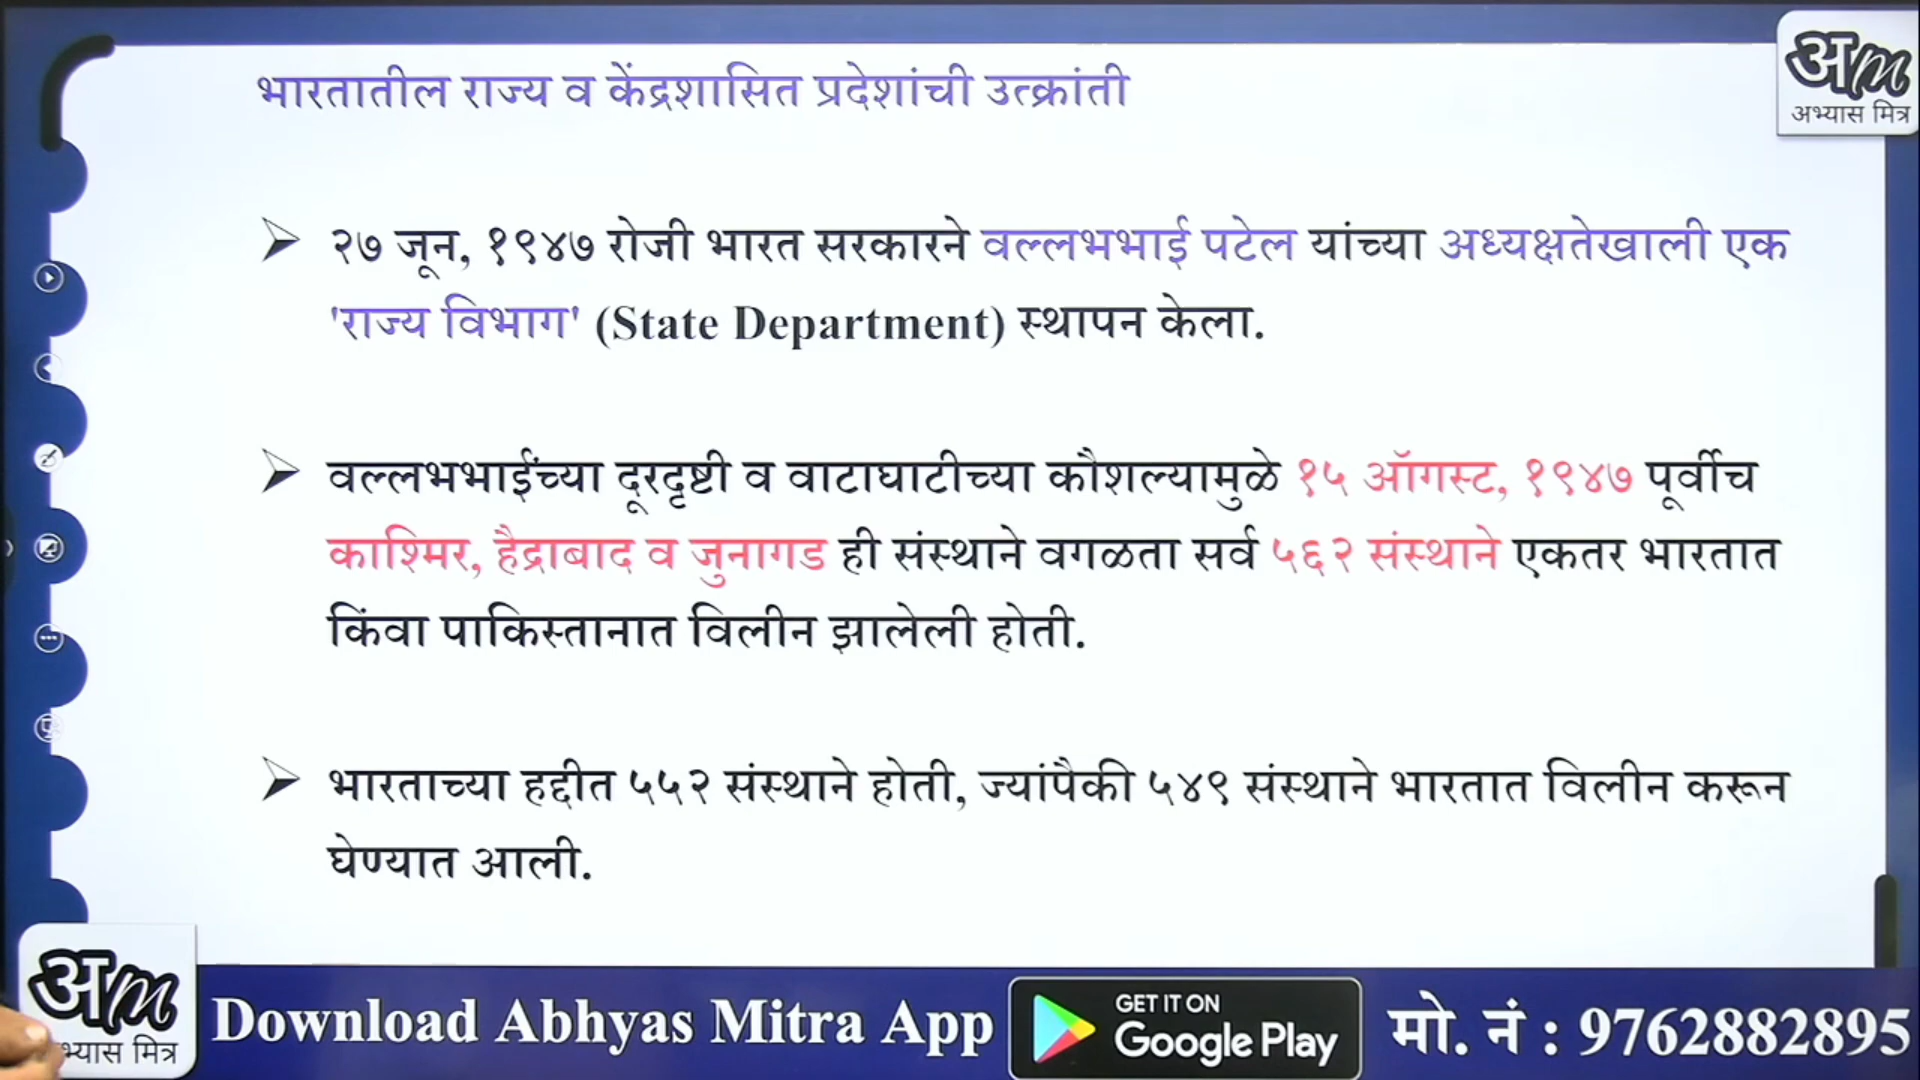 भारतातील राज्य व केंद्रशासित प्रदेशांची उत्क्रांती
अm
अभ्यास मित्र
२७ जून, १९४७ रोजी भारत सरकारने वल्लभभाई पटेल यांच्या अध्यक्षतेखाली एक
'राज्य विभाग' (State Department) स्थापन केला.
वल्लभभाईंच्या दूरदृष्टी व वाटाघाटीच्या कौशल्यामुळे १५ ऑगस्ट, १९४७ पूर्वीच
काश्मिर, हैद्राबाद व जुनागड ही संस्थाने वगळता सर्व ५६२ संस्थाने एकतर भारतात
किंवा पाकिस्तानात विलीन झालेली होती.
भारताच्या हद्दीत ५५२ संस्थाने होती, ज्यांपैकी ५४९ संस्थाने भारतात विलीन करून
घेण्यात आली.
अm
भ्यास मित्र
Download Abhyas Mitra App
GET IT ON
Google Play
मो. नं : 9762882895